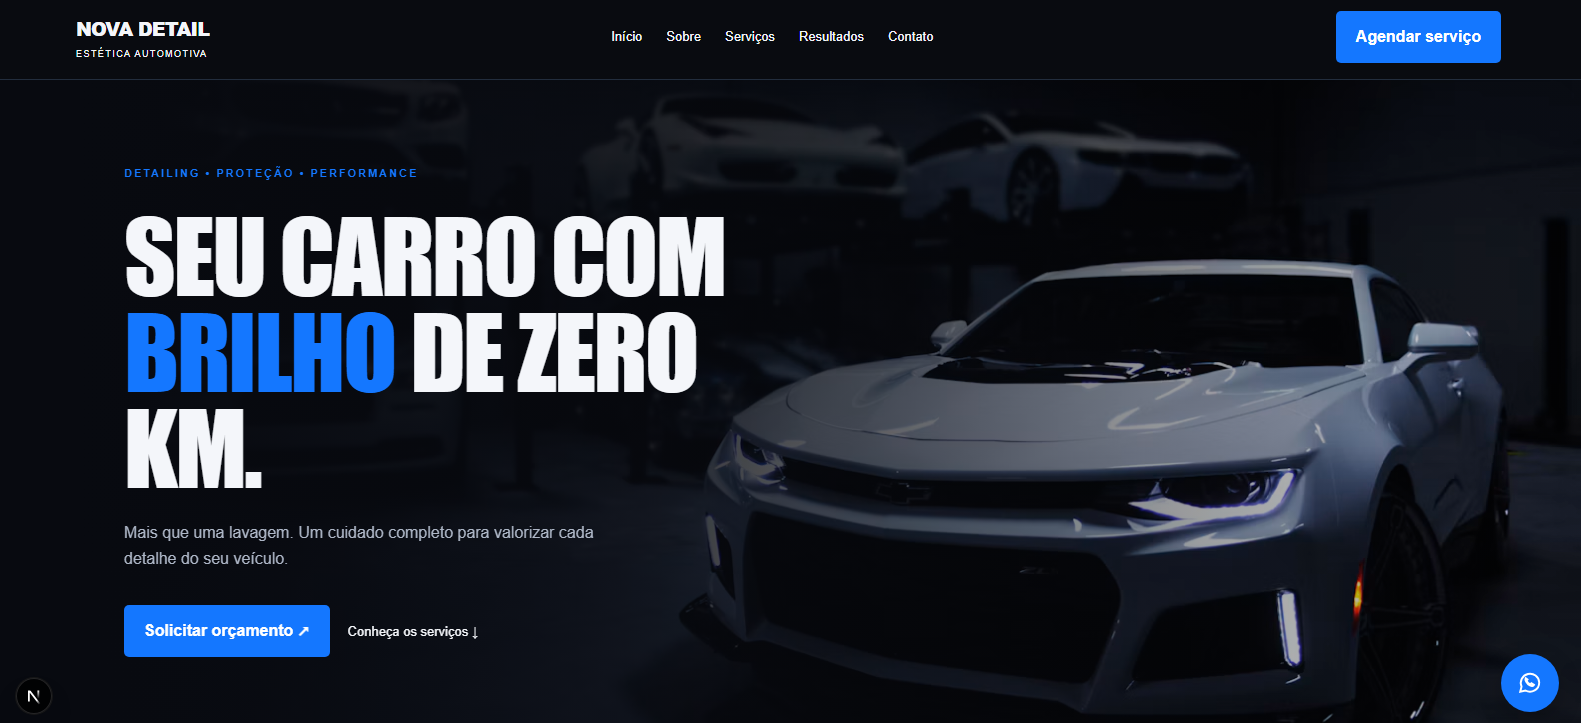 NOVA DETAIL
ESTÉTICA AUTOMOTIVA
Início Sobre Serviços Resultados Contato
Agendar serviço
DETAILING • PROTEÇÃO • PERFORMANCE
SEU CARRO COM
BRILHO DE ZERO
KM.
Mais que uma lavagem. Um cuidado completo para valorizar cada
detalhe do seu veículo.
Solicitar orçamento ↗
Conheça os serviços ↓
N